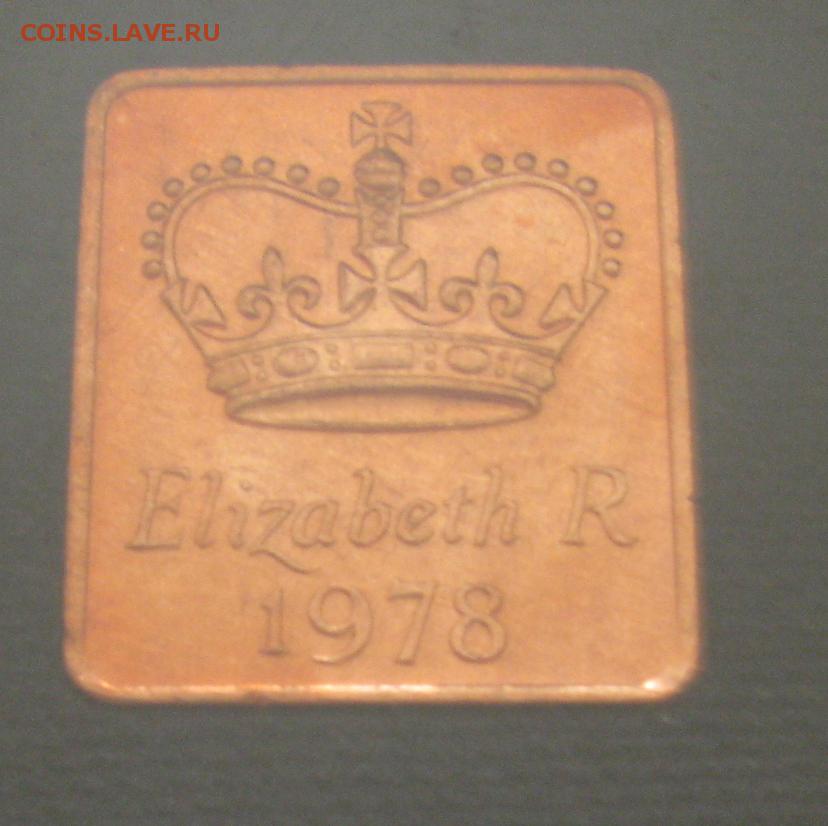 COINS.LAVE.RU
Elizabeth R
1978